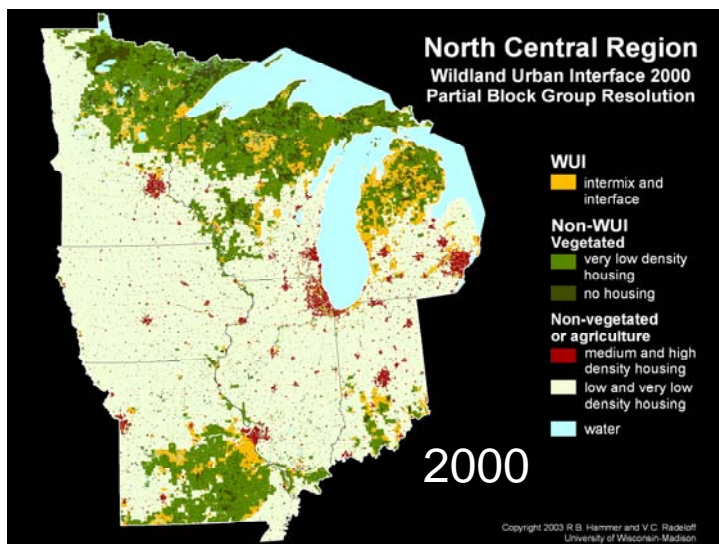 North Central Region
Wildland Urban Interface 2000
Partial Block Group Resolution
WUI
intermix and
interface
Non-WUI
Vegetated
very low density
housing
no housing
Non-vegetated
or agriculture
medium and high
density housing
low and very low
density housing
water
2000
Copyright 2003 R.B. Hammer and V.C. Radeloff
University of Wisconsin-Madison